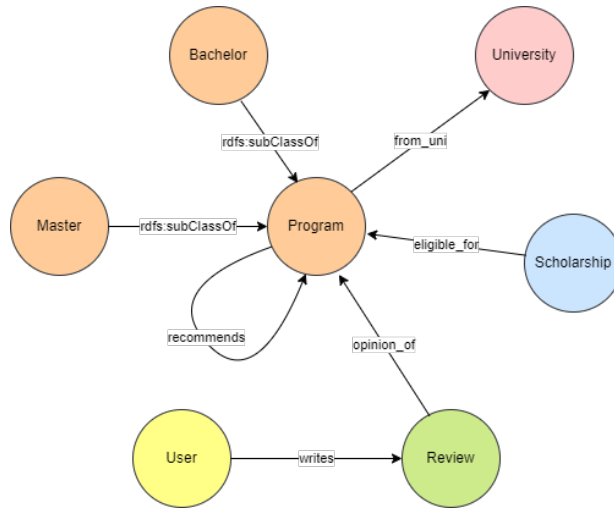 Bachelor
University
rdfs:subClassOf
from_uni
Master
rdfs:subClassOf
Program
eligible_for
Scholarship
recommends
opinion_of
User
writes
Review